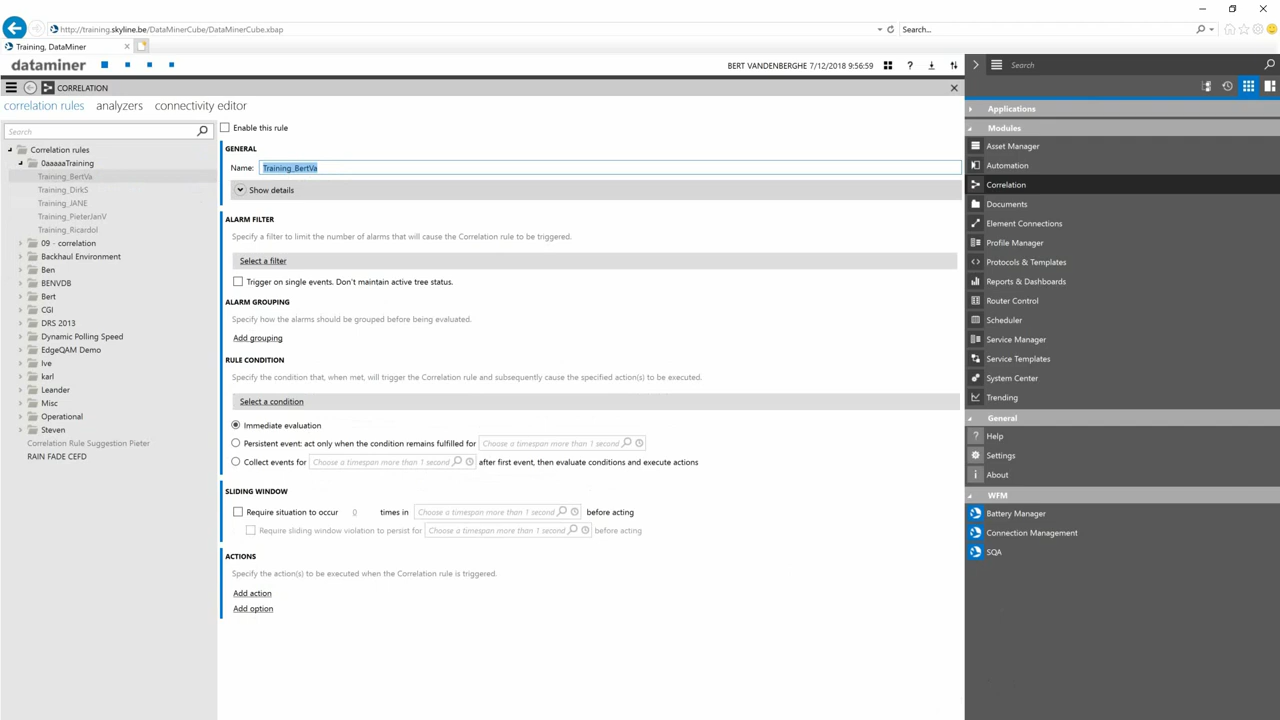 http://training.skyline.be/DataMinerCube/DataMinerCube.xbap
Search...
Training, DataMiner
dataminer
BERT VANDENBERGHE 7/12/2018 9:56:59
Search
CORRELATION
correlation rules analyzers connectivity editor
Search
Correlation rules
0aaaaaTraining
Training_BertVa
Training_DirkS
Training_JANE
Training_PieterJanV
Training_Ricardol
09 - correlation
Backhaul Environment
Ben
BENVDB
Bert
CGI
DRS 2013
Dynamic Polling Speed
EdgeQAM Demo
Ive
karl
Leander
Misc
Operational
Steven
Correlation Rule Suggestion Pieter
RAIN FADE CEFD
Enable this rule
GENERAL
Name: Training_BertVa
Show details
ALARM FILTER
Specify a filter to limit the number of alarms that will cause the Correlation rule to be triggered.
Select a filter
Trigger on single events. Don't maintain active tree status.
ALARM GROUPING
Specify how the alarms should be grouped before being evaluated.
Add grouping
RULE CONDITION
Specify the condition that, when met, will trigger the Correlation rule and subsequently cause the specified action(s) to be executed.
Select a condition
Immediate evaluation
Persistent event: act only when the condition remains fulfilled for Choose a timespan more than 1 second
Collect events for Choose a timespan more than 1 second after first event, then evaluate conditions and execute actions
SLIDING WINDOW
Require situation to occur 0 times in Choose a timespan more than 1 second before acting
Require sliding window violation to persist for Choose a timespan more than 1 second before acting
ACTIONS
Specify the action(s) to be executed when the Correlation rule is triggered.
Add action
Add option
Applications
Modules
Asset Manager
Automation
Correlation
Documents
Element Connections
Profile Manager
Protocols & Templates
Reports & Dashboards
Router Control
Scheduler
Service Manager
Service Templates
System Center
Trending
General
Help
Settings
About
WFM
Battery Manager
Connection Management
SQA